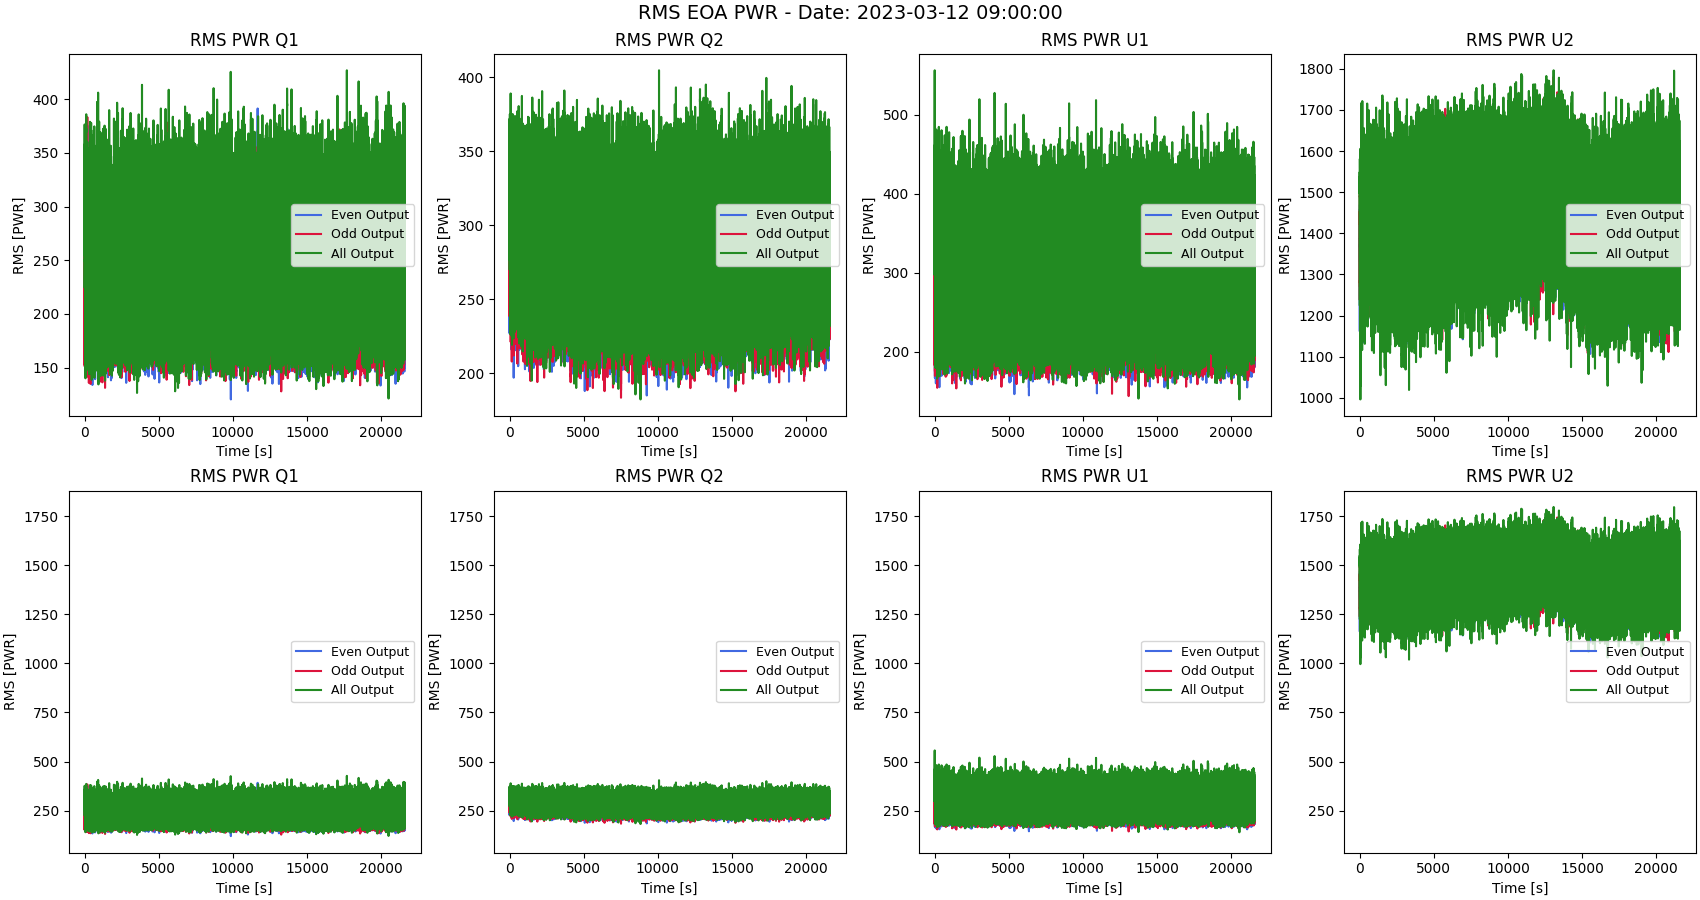 RMS EOA PWR - Date: 2023-03-12 09:00:00
RMS PWR Q1
RMS [PWR]
400
350
300
250
200
150
0 5000 10000 15000 20000
Time [s]
Even Output
Odd Output
All Output
RMS PWR Q2
RMS [PWR]
400
350
300
250
200
0 5000 10000 15000 20000
Time [s]
Even Output
Odd Output
All Output
RMS PWR U1
RMS [PWR]
500
400
300
200
0 5000 10000 15000 20000
Time [s]
Even Output
Odd Output
All Output
RMS PWR U2
RMS [PWR]
1800
1700
1600
1500
1400
1300
1200
1100
1000
0 5000 10000 15000 20000
Time [s]
Even Output
Odd Output
All Output
RMS PWR Q1
RMS [PWR]
1750
1500
1250
1000
750
500
250
0 5000 10000 15000 20000
Time [s]
Even Output
Odd Output
All Output
RMS PWR Q2
RMS [PWR]
1750
1500
1250
1000
750
500
250
0 5000 10000 15000 20000
Time [s]
Even Output
Odd Output
All Output
RMS PWR U1
RMS [PWR]
1750
1500
1250
1000
750
500
250
0 5000 10000 15000 20000
Time [s]
Even Output
Odd Output
All Output
RMS PWR U2
RMS [PWR]
1750
1500
1250
1000
750
500
250
0 5000 10000 15000 20000
Time [s]
Even Output
Odd Output
All Output